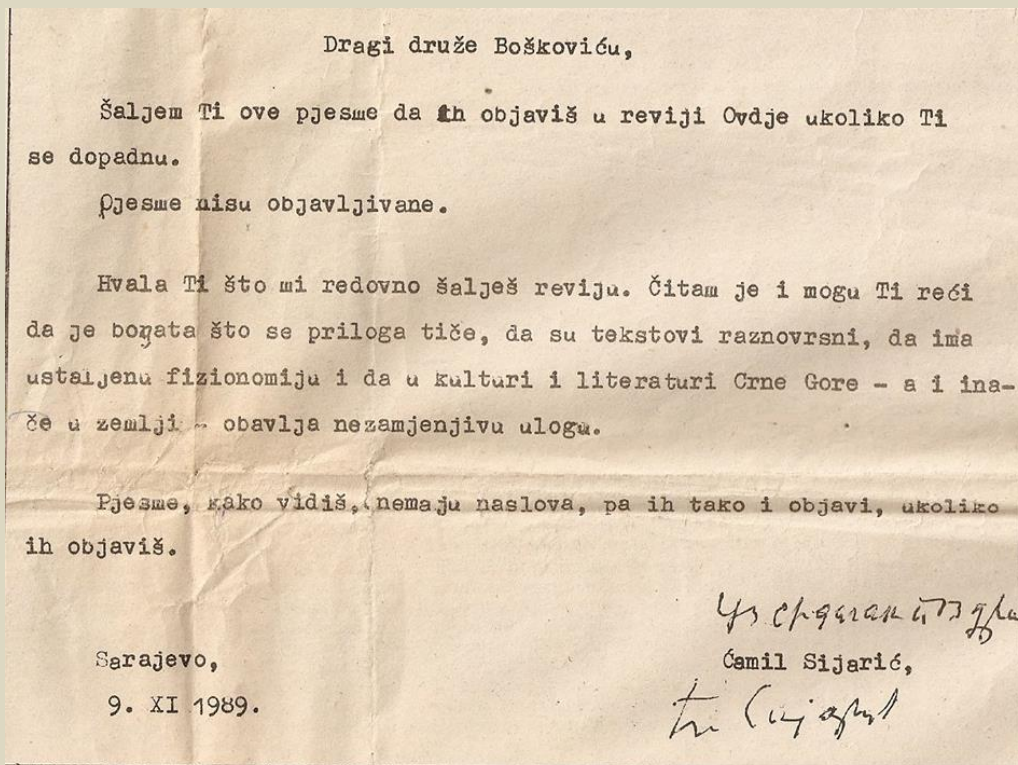 Dragi druže Boškoviću,
Šaljem Ti ove pjesme da ih objaviš u reviji Ovdje ukoliko Ti
se dopadnu.
Pjesme nisu objavljivane.
Hvala Ti što mi redovno šalješ reviju. Čitam je i mogu Ti reći
da je bogata što se priloga tiče, da su tekstovi raznovrsni, da ima
ustaljenu fizionomiju i da u kulturi i literaturi Crne Gore - a i ina-
če u zemlji - obavlja nezamjenjivu ulogu.
Pjesme, kako vidiš, nemaju naslova, pa ih tako i objavi, ukoliko
ih objaviš.
Уз срдачан поздрав
Sarajevo,
Ćamil Sijarić,
9. XI 1989.